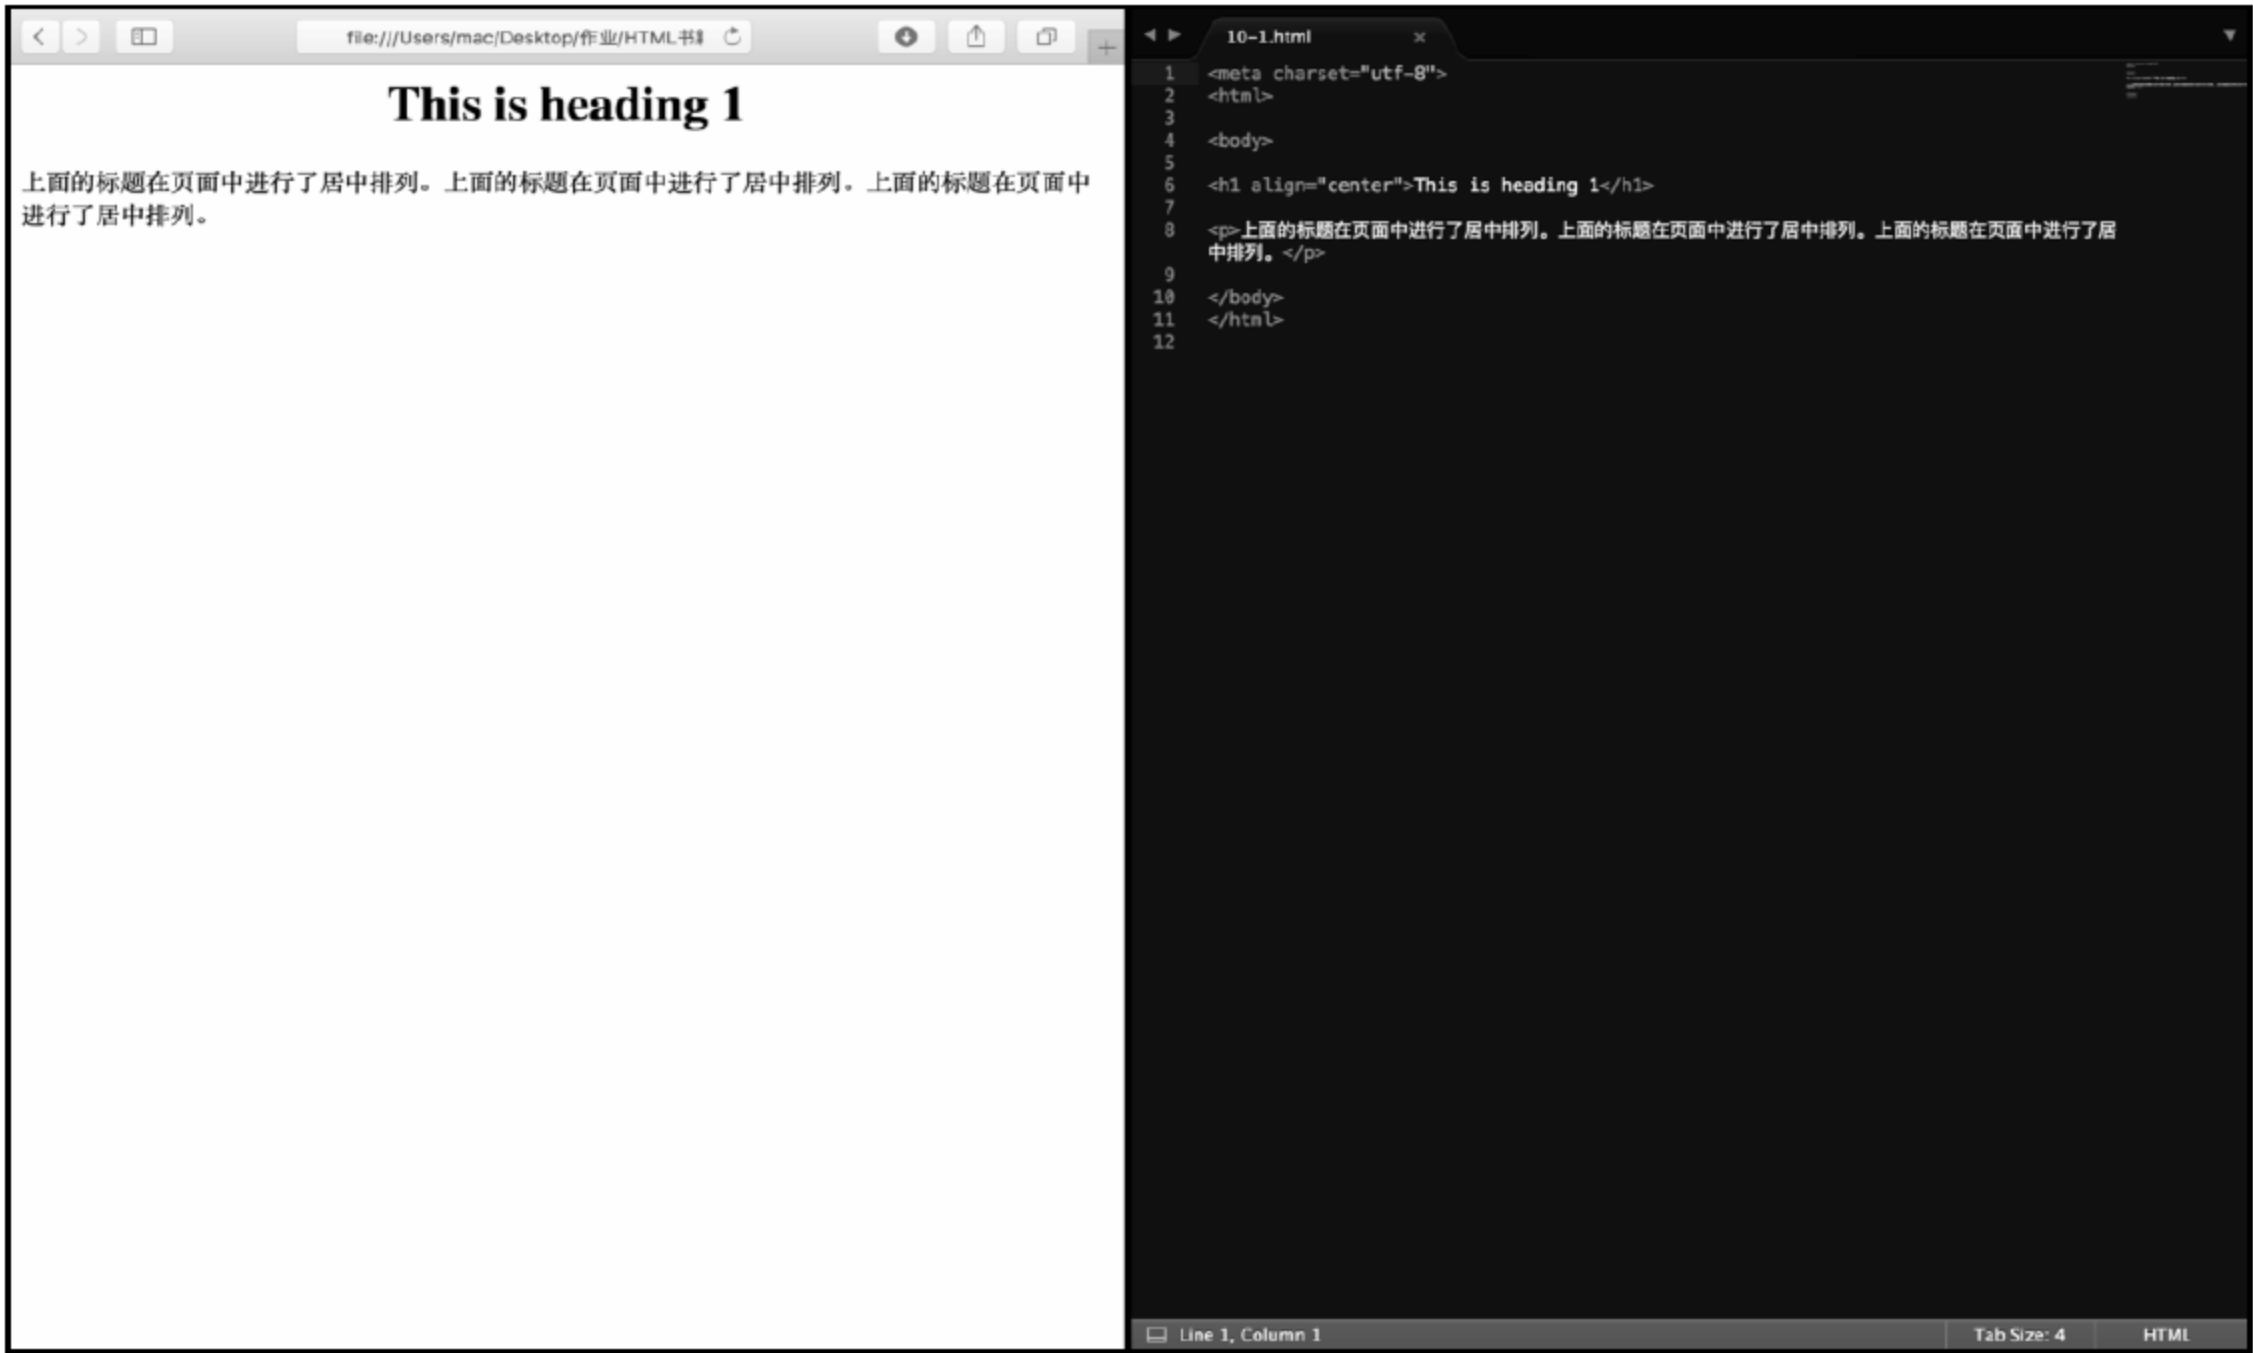 file:///Users/mac/Desktop/作业/HTML书
This is heading 1
上面的标题在页面中进行了居中排列。上面的标题在页面中进行了居中排列。上面的标题在页面中
进行了居中排列。
10-1.html
1 <meta charset="utf-8">
2 <html>
3
4 <body>
5
6 <h1 align="center">This is heading 1</h1>
7
8 <p>上面的标题在页面中进行了居中排列。上面的标题在页面中进行了居中排列。上面的标题在页面中进行了居
中排列。</p>
9
10 </body>
11 </html>
12
Line 1, Column 1
Tab Size: 4
HTML